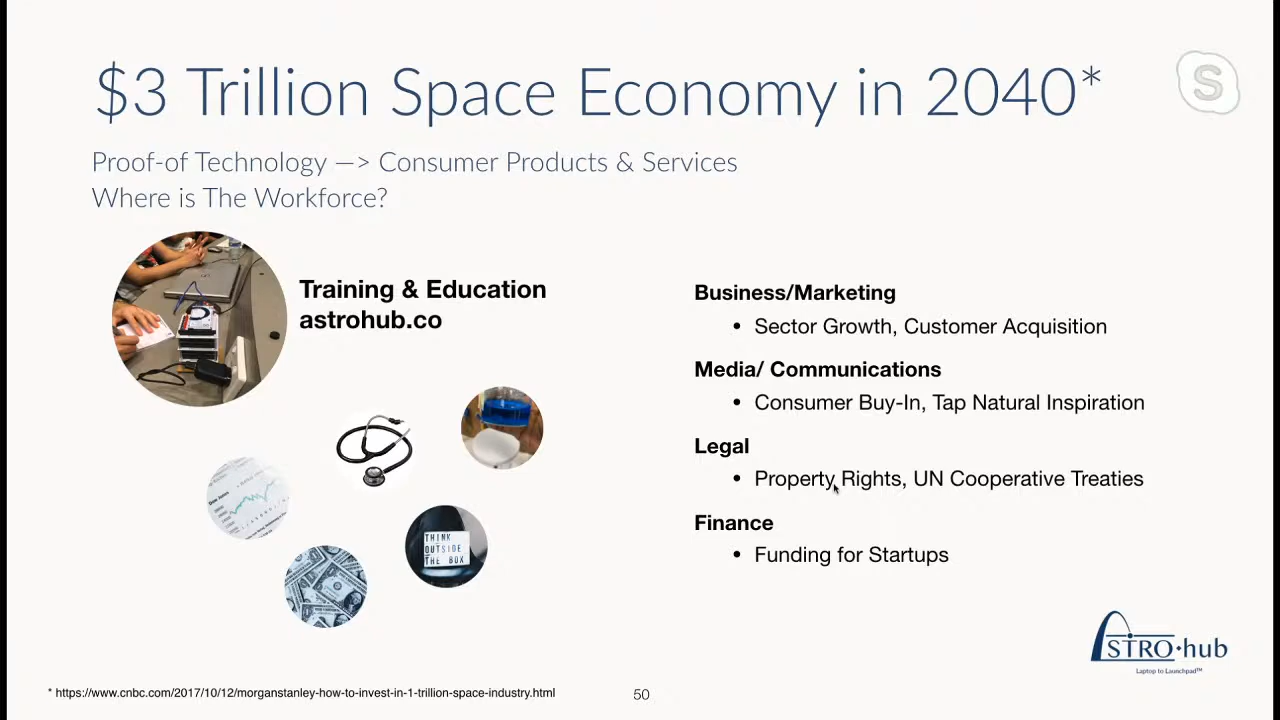 $3 Trillion Space Economy in 2040*
S
Proof-of Technology —> Consumer Products & Services
Where is The Workforce?
Training & Education
astrohub.co
Business/Marketing
• Sector Growth, Customer Acquisition
Media/ Communications
• Consumer Buy-In, Tap Natural Inspiration
Legal
• Property Rights, UN Cooperative Treaties
Finance
• Funding for Startups
Dow Jones
THINK
OUTSIDE
THE BOX
ASTRO·hub
Laptop to Launchpad™
* https://www.cnbc.com/2017/10/12/morganstanley-how-to-invest-in-1-trillion-space-industry.html
50